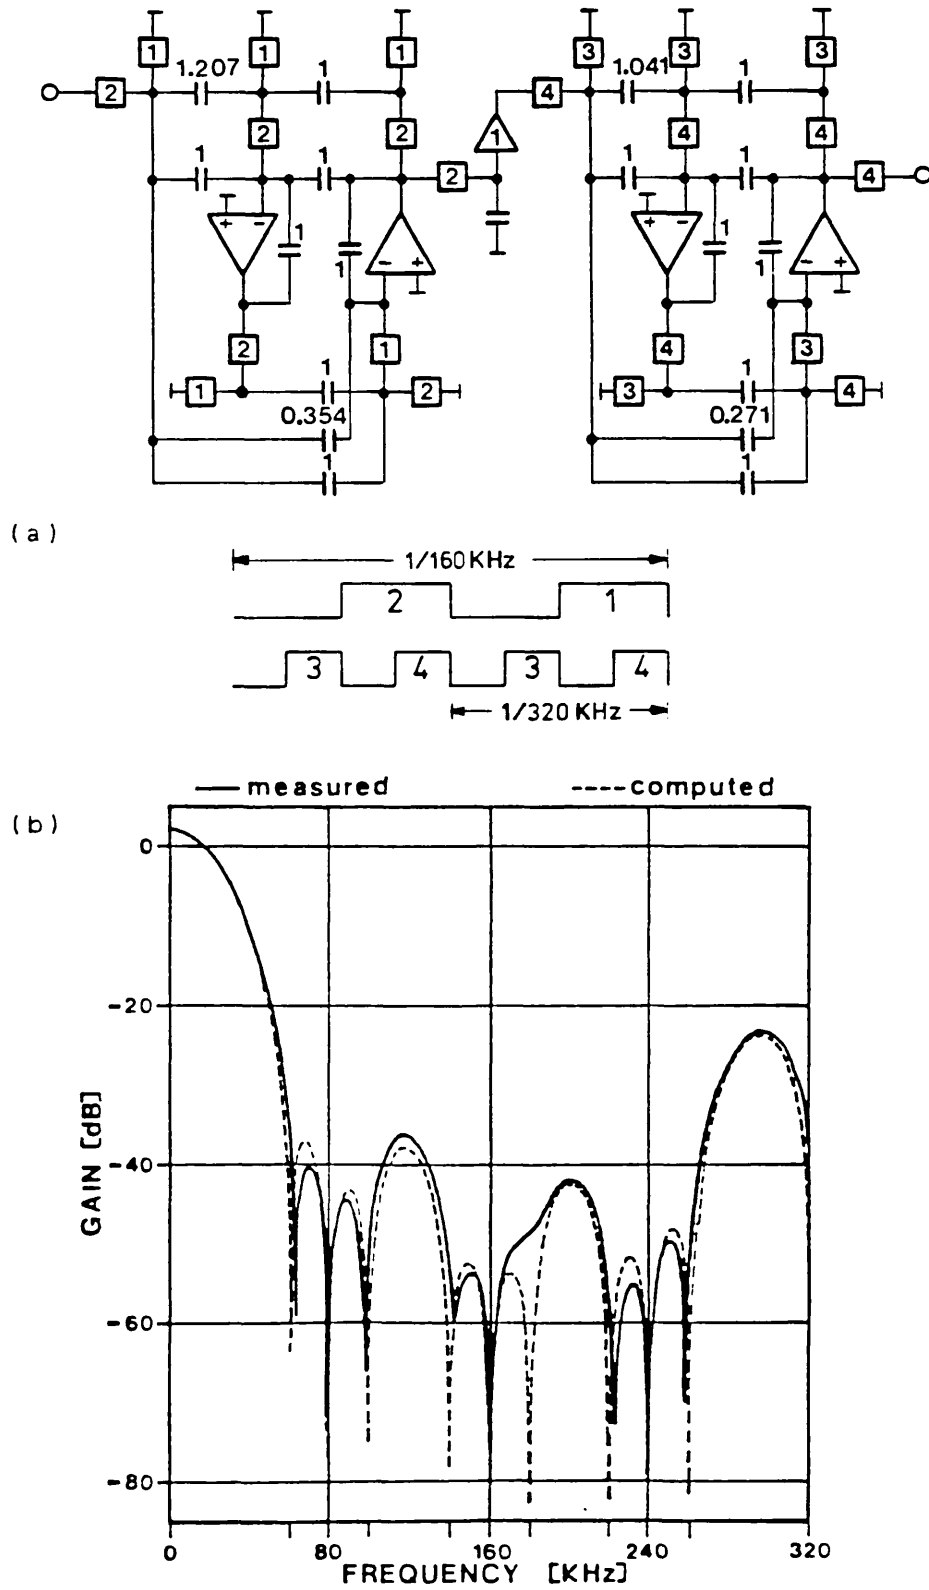 1 1 1 3 3 3
1.207 1 1.041 1
2 4
2 2 1 4 4
1 1 2 1 1 4
+ - 1 1 - + + - 1 1 - +
2 1 4 3
1 1 2 3 1 4
0.354 0.271
1 1
(a)
1/160 KHz
2 1
3 4 3 4
1/320 KHz
measured computed
(b)
0
-20
-40
-60
-80
GAIN [dB]
0 80 160 240 320
FREQUENCY [KHz]